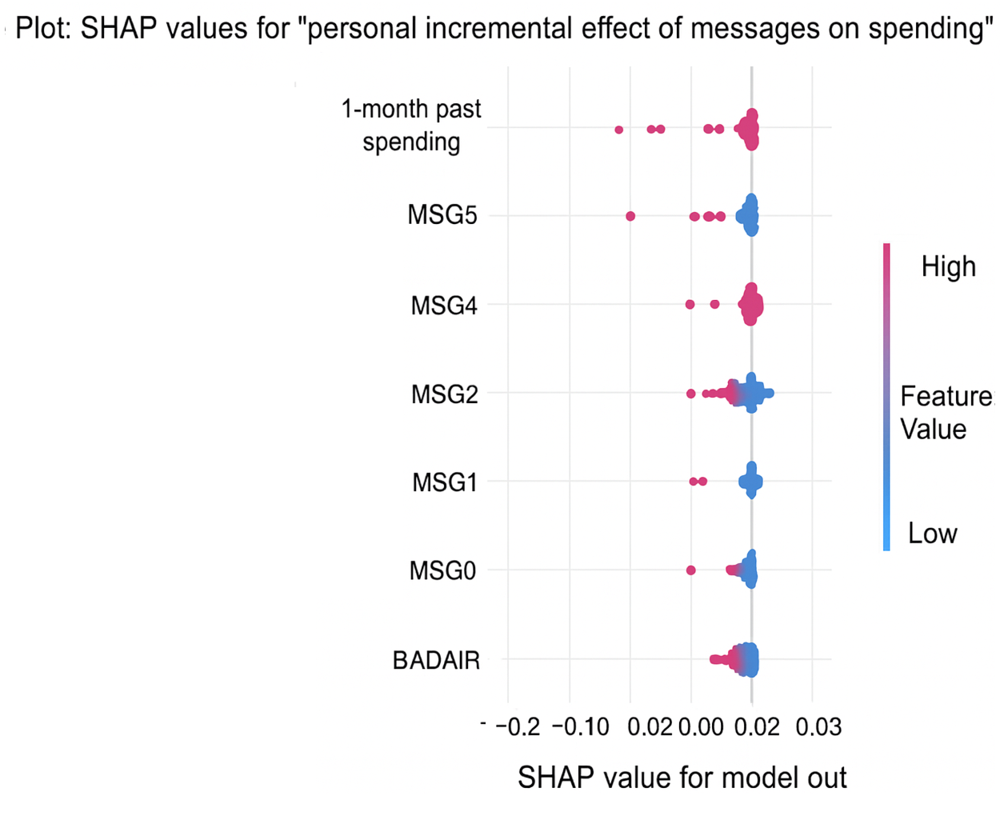 Plot: SHAP values for "personal incremental effect of messages on spending"
1-month past
spending
MSG5
MSG4
MSG2
MSG1
MSG0
BADAIR
High
Feature:
Value
Low
- −0.2 −0.10 0.02 0.00 0.02 0.03
SHAP value for model out